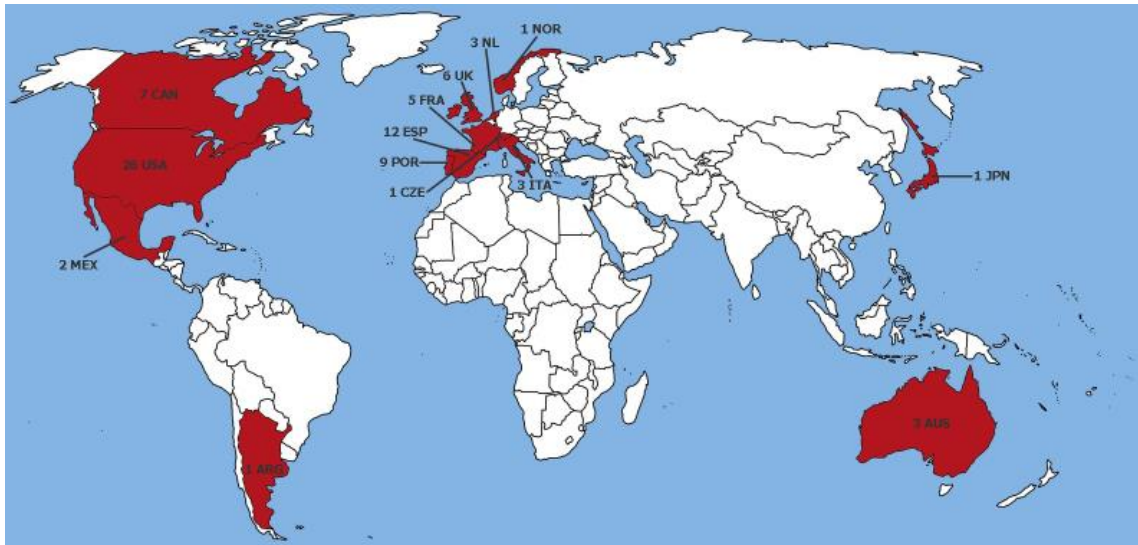 1 NOR
3 NL
6 UK
7 CAN
5 FRA
12 ESP
26 USA
9 POR
1 JPN
3 ITA
1 CZE
2 MEX
3 AUS
1 ARG